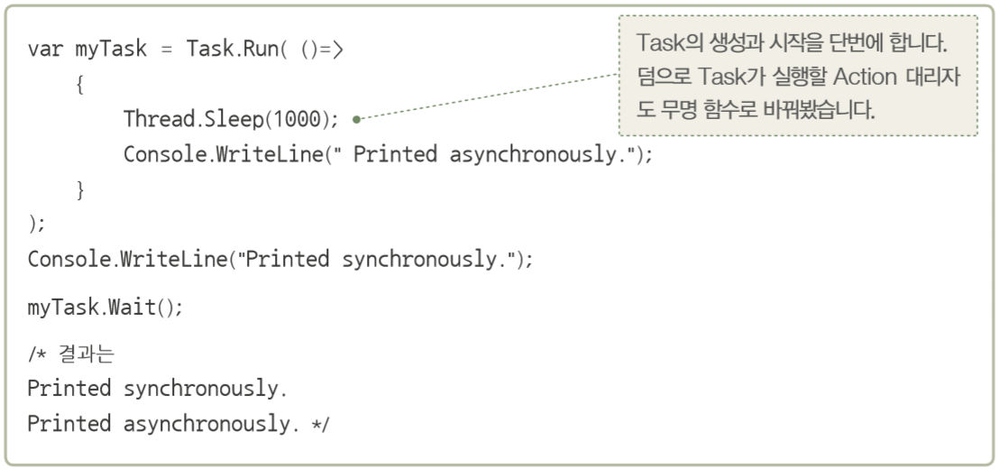 var myTask = Task.Run( ()=>
{
Thread.Sleep(1000);
Console.WriteLine(" Printed asynchronously.");
}
);
Console.WriteLine("Printed synchronously.");
myTask.Wait();
/* 결과는
Printed synchronously.
Printed asynchronously. */
Task의 생성과 시작을 단번에 합니다.
덤으로 Task가 실행할 Action 대리자
도 무명 함수로 바꿔봤습니다.